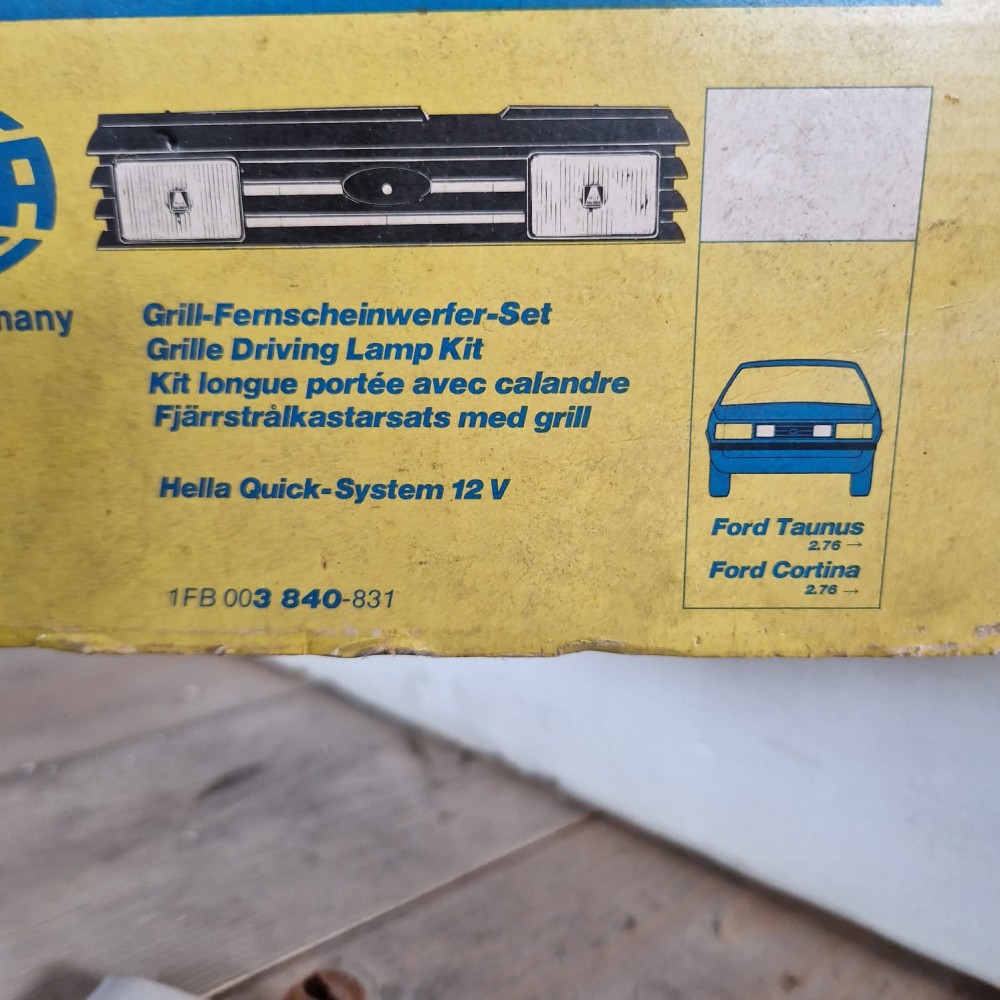 Grill-Fernscheinwerfer-Set
Grille Driving Lamp Kit
Kit longue portée avec calandre
Fjärrstrålkastarsats med grill
Hella Quick-System 12 V
1FB 003 840-831
Ford Taunus
2.76 →
Ford Cortina
2.76 →